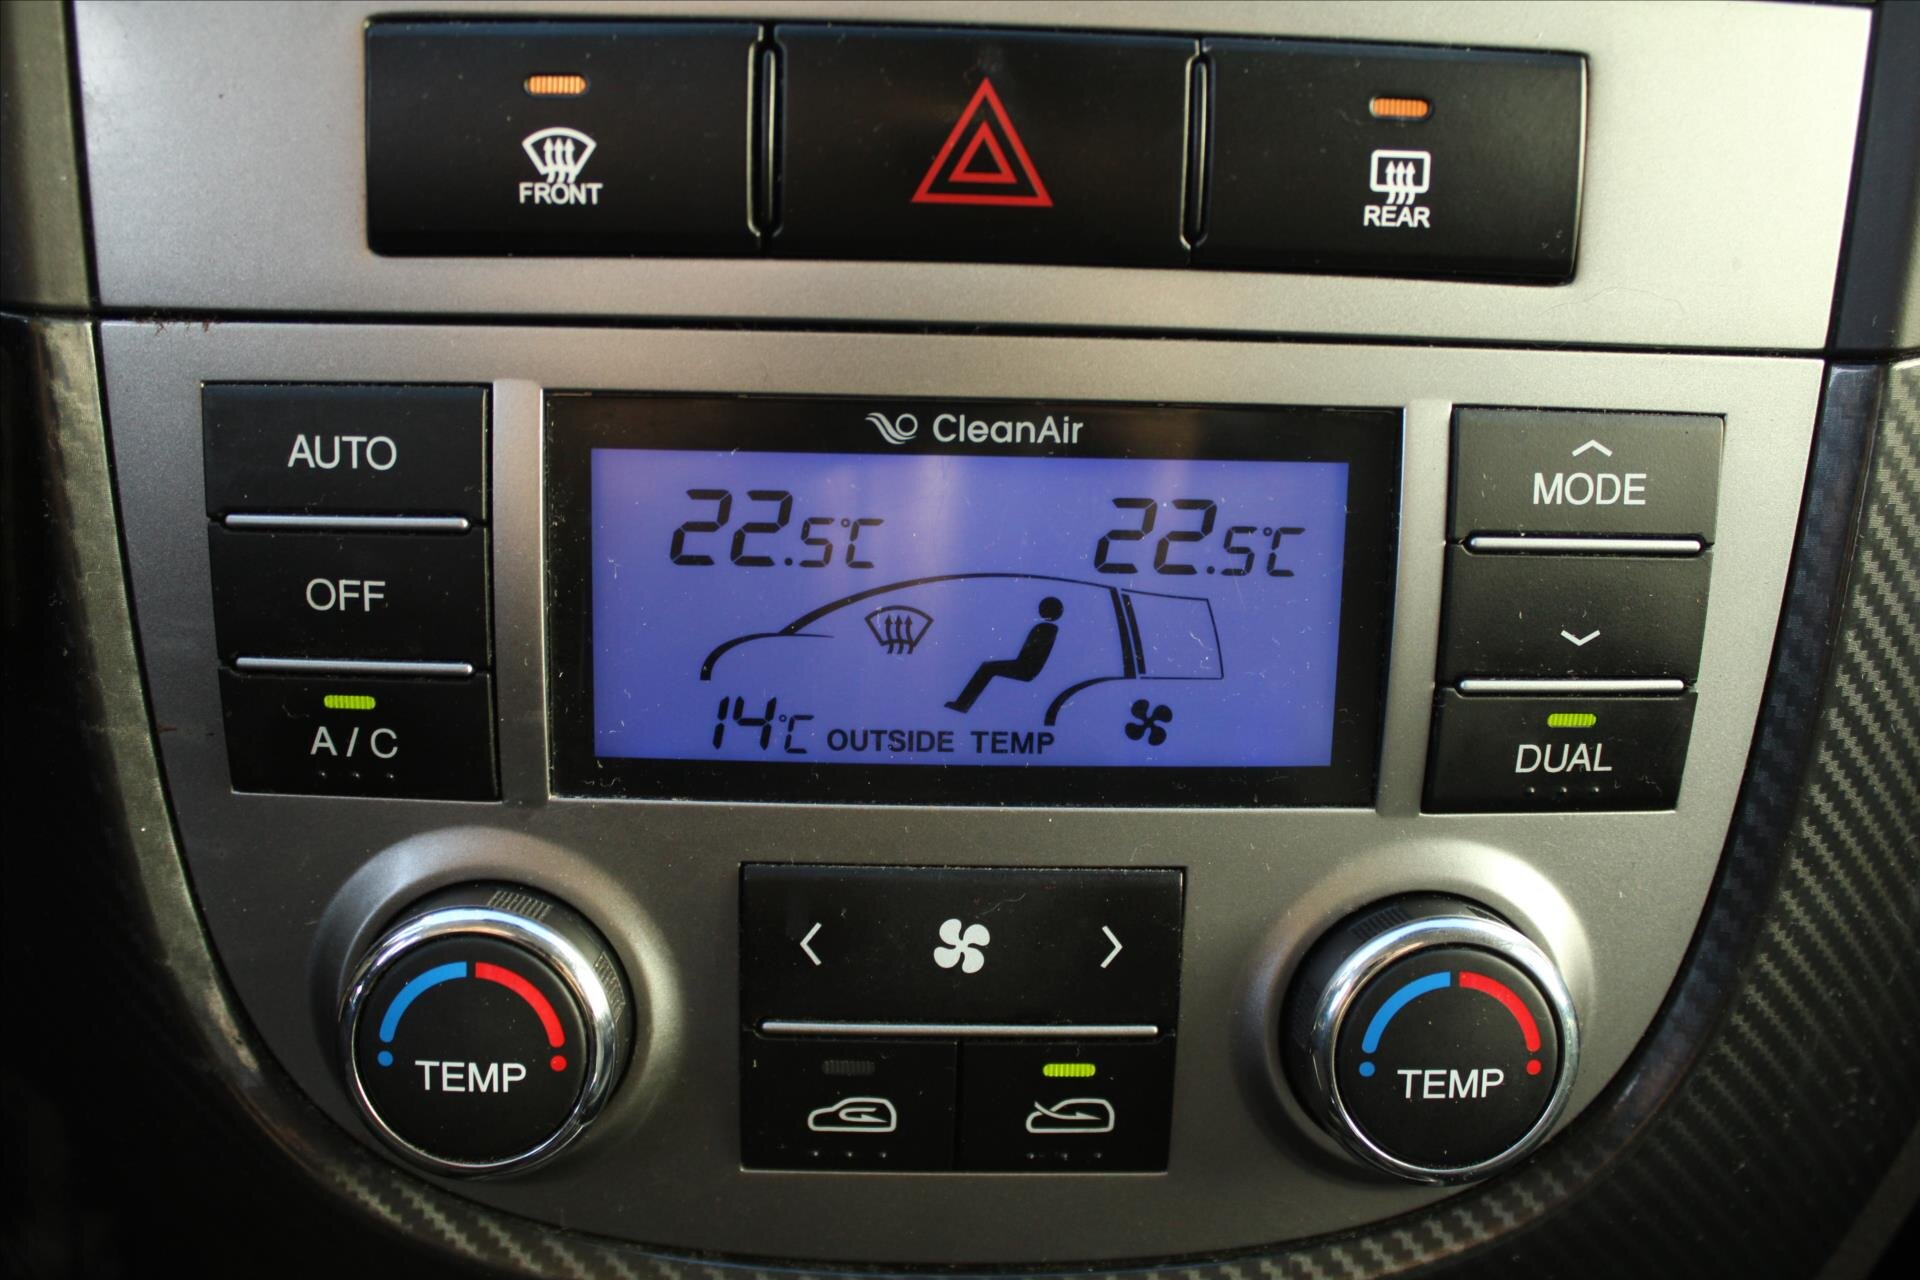 FRONT
REAR
CleanAir
AUTO
22.5°C 22.5°C
MODE
OFF
A/C
14°C OUTSIDE TEMP
DUAL
TEMP
TEMP